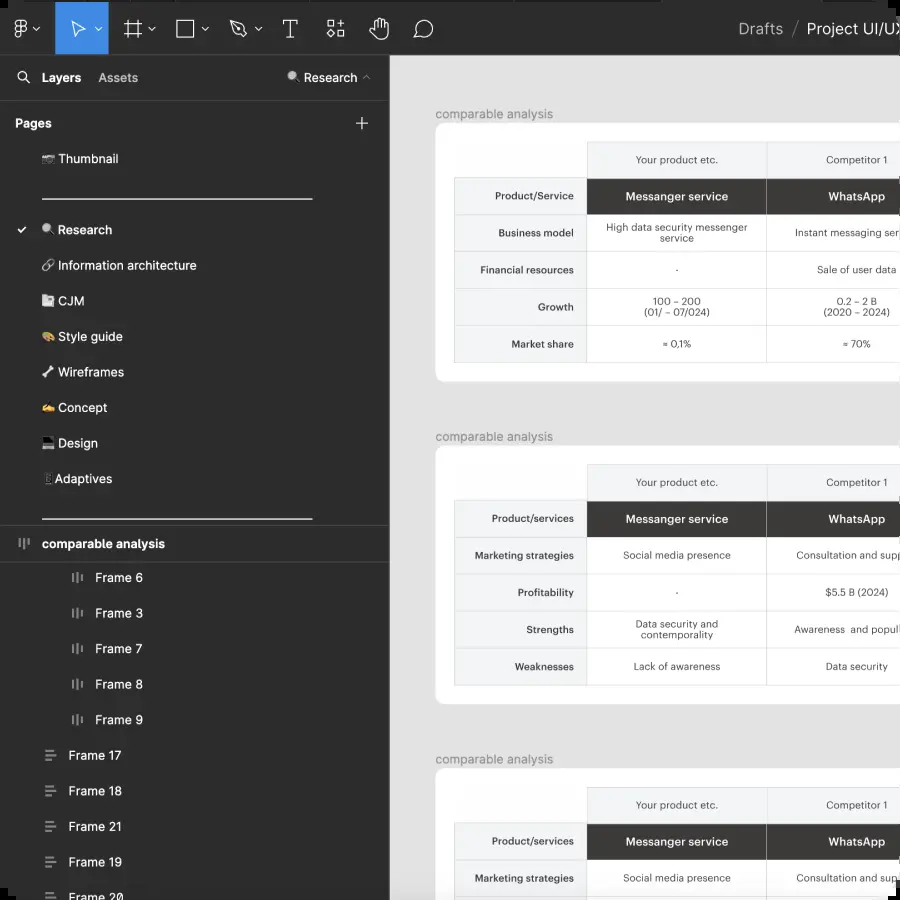 Drafts / Project UI/UX
Layers Assets Research
Pages
Thumbnail
Research
Information architecture
CJM
Style guide
Wireframes
Concept
Design
Adaptives
comparable analysis
Frame 6
Frame 3
Frame 7
Frame 8
Frame 9
Frame 17
Frame 18
Frame 21
Frame 19
Frame 20
comparable analysis
Your product etc. Competitor 1
Product/Service Messanger service WhatsApp
Business model High data security messenger
service Instant messaging ser
Financial resources - Sale of user data
Growth 100 – 200
(01/ – 07/024) 0.2 – 2 B
(2020 – 2024)
Market share ≈ 0,1% ≈ 70%
comparable analysis
Your product etc. Competitor 1
Product/services Messanger service WhatsApp
Marketing strategies Social media presence Consultation and supp
Profitability - $5.5 B (2024)
Strengths Data security and
contemporality Awareness and popul
Weaknesses Lack of awareness Data security
comparable analysis
Your product etc. Competitor 1
Product/services Messanger service WhatsApp
Marketing strategies Social media presence Consultation and sup